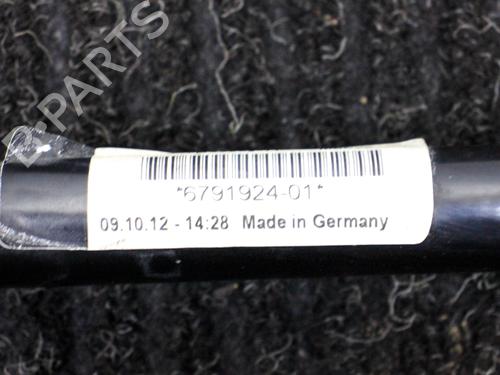 B-PARTS
*6791924-01*
09.10.12 - 14:28 Made in Germany